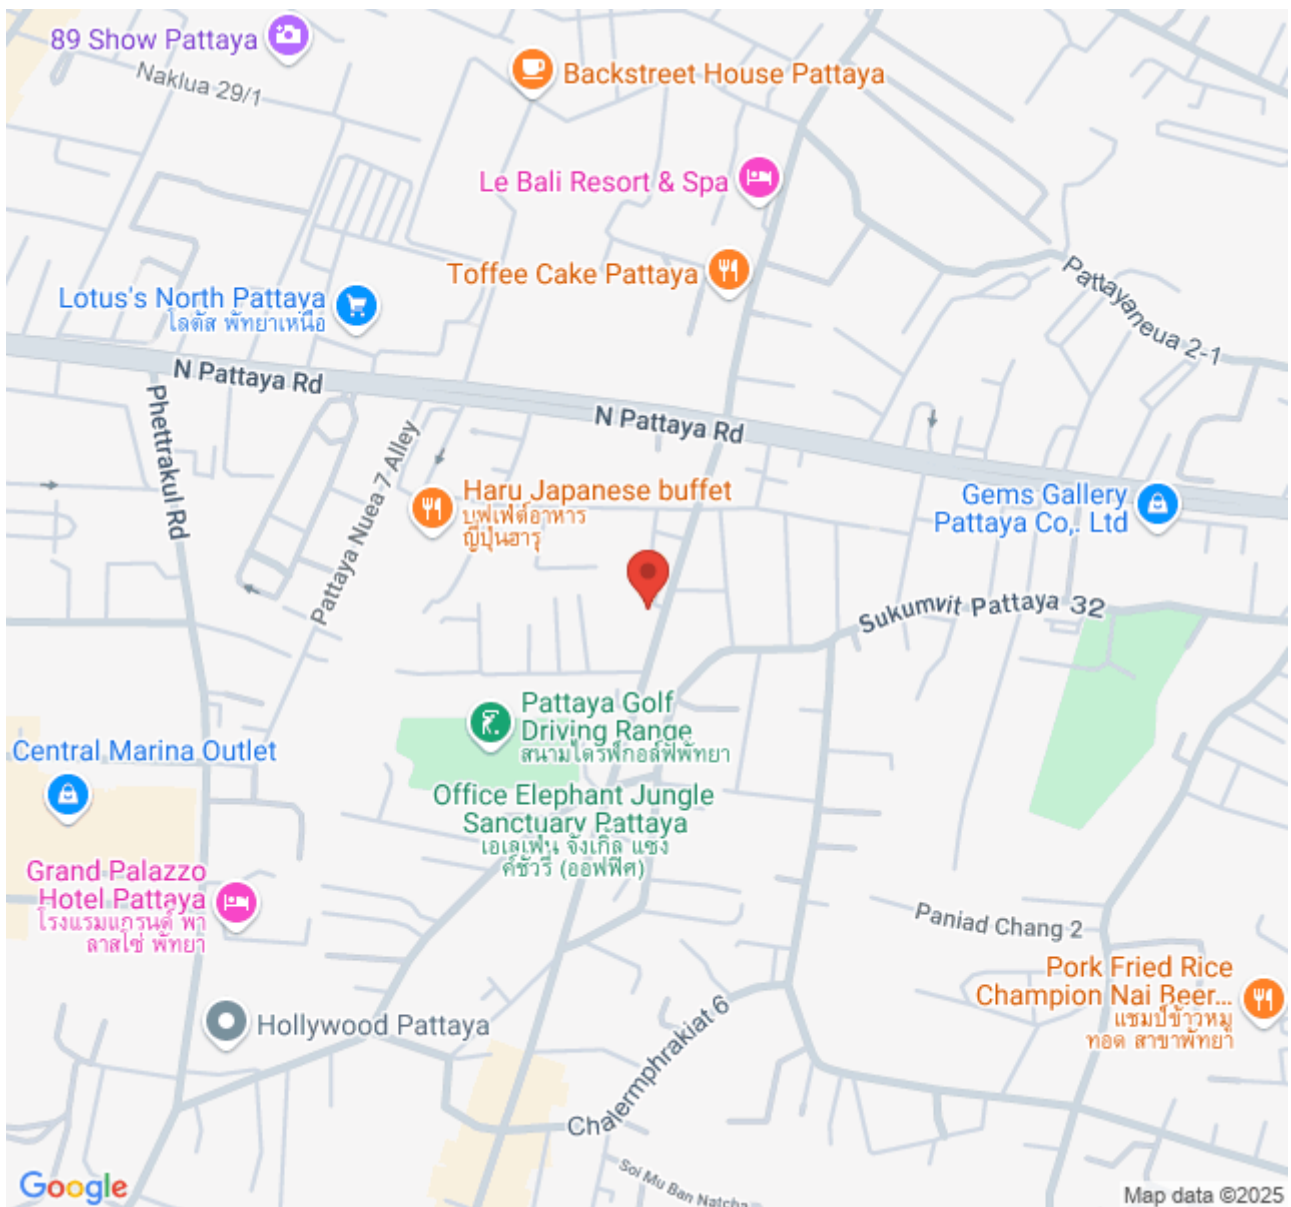 89 Show Pattaya
Naklua 29/1
Backstreet House Pattaya
Le Bali Resort & Spa
Toffee Cake Pattaya
Pattayaneua 2-1
Lotus's North Pattaya
โลตัส พัทยาเหนือ
N Pattaya Rd
N Pattaya Rd
Phettrakul Rd
Pattaya Nuea 7 Alley
Haru Japanese buffet
บุฟเฟ่ต์อาหาร
ญี่ปุ่นฮารุ
Gems Gallery
Pattaya Co,. Ltd
Sukumvit Pattaya 32
Pattaya Golf
Driving Range
สนามไดร์ฟกอล์ฟพัทยา
Central Marina Outlet
Office Elephant Jungle
Sanctuary Pattaya
เอเลเฟ่น จังเกิ้ล แซง
ค์ชัวรี่ (ออฟฟิศ)
Grand Palazzo
Hotel Pattaya
โรงแรมแกรนด์ พา
ลาสโซ่ พัทยา
Paniad Chang 2
Pork Fried Rice
Champion Nai Beer...
แชมป์ข้าวหมู
ทอด สาขาพัทยา
Hollywood Pattaya
Chalermphrakiat 6
Soi Mu Ban Natcha
Google
Map data ©2025